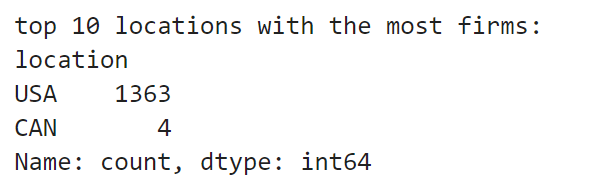 top 10 locations with the most firms:
location
USA    1363
CAN       4
Name: count, dtype: int64